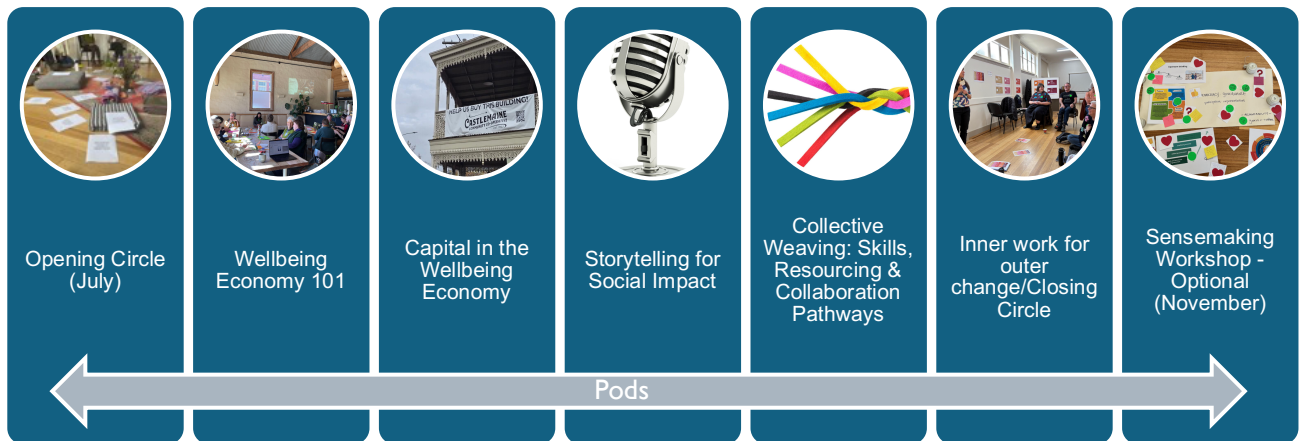 HELP US BUY THIS BUILDING!
CASTLEMAINE
Opening Circle
(July)
Wellbeing
Economy 101
Capital in the
Wellbeing
Economy
Storytelling for
Social Impact
Collective
Weaving: Skills,
Resourcing &
Collaboration
Pathways
Inner work for
outer
change/Closing
Circle
Sensemaking
Workshop -
Optional
(November)
Pods